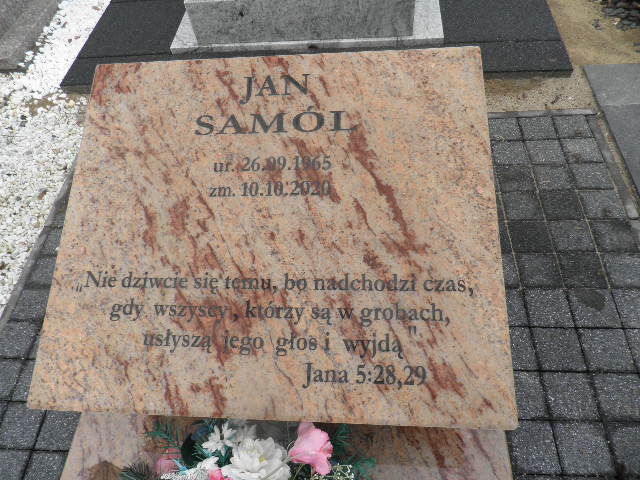 JAN
SAMÓL
ur. 26.09.1965
zm. 10.10.2020
„Nie dziwcie się temu, bo nadchodzi czas,
gdy wszyscy, którzy są w grobach,
usłyszą jego głos i wyjdą"
Jana 5:28,29